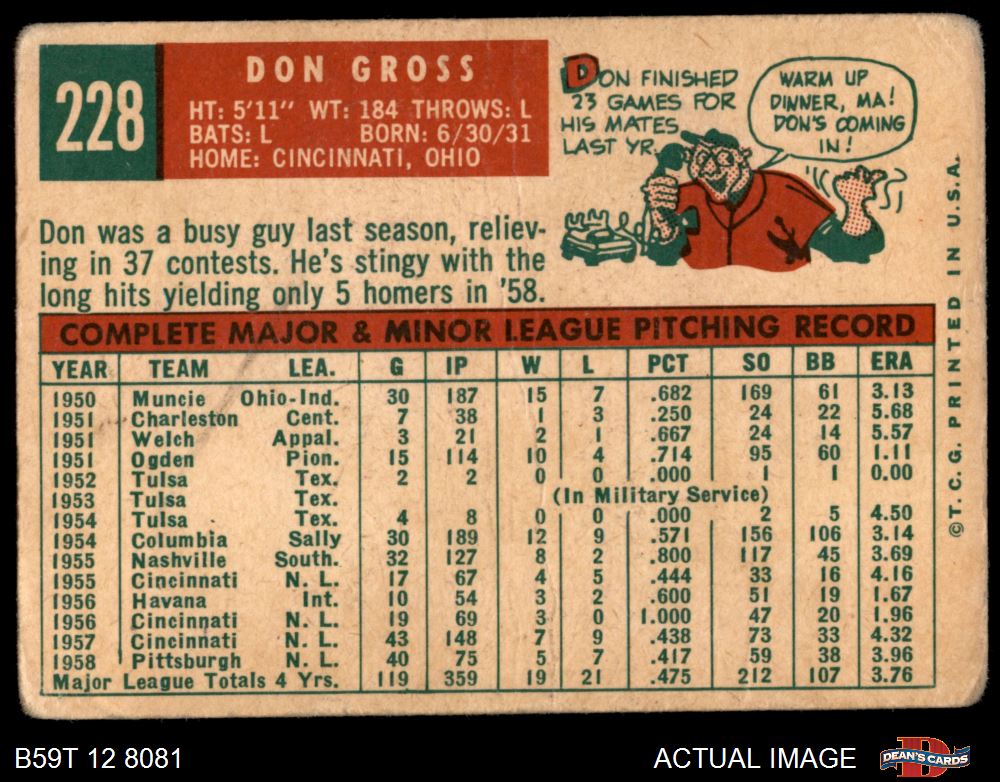 228
DON GROSS
HT: 5'11" WT: 184 THROWS: L
BATS: L BORN: 6/30/31
HOME: CINCINNATI, OHIO
DON FINISHED
23 GAMES FOR
HIS MATES
LAST YR.
WARM UP
DINNER, MA!
DON'S COMING
IN!
Don was a busy guy last season, reliev-
ing in 37 contests. He's stingy with the
long hits yielding only 5 homers in '58.
COMPLETE MAJOR & MINOR LEAGUE PITCHING RECORD
YEAR TEAM LEA. G IP W L PCT SO BB ERA
1950 Muncie Ohio-Ind. 30 187 15 7 .682 169 61 3.13
1951 Charleston Cent. 7 38 1 3 .250 24 22 5.68
1951 Welch Appal. 3 21 2 1 .667 24 14 5.57
1951 Ogden Pion. 15 114 10 4 .714 95 60 1.11
1952 Tulsa Tex. 2 2 0 0 .000 1 1 0.00
1953 Tulsa Tex. (In Military Service)
1954 Tulsa Tex. 4 8 0 0 .000 2 5 4.50
1954 Columbia Sally 30 189 12 9 .571 156 106 3.14
1955 Nashville South. 32 127 8 2 .800 117 45 3.69
1955 Cincinnati N. L. 17 67 4 5 .444 33 16 4.16
1956 Havana Int. 10 54 3 2 .600 51 19 1.67
1956 Cincinnati N. L. 19 69 3 0 1.000 47 20 1.96
1957 Cincinnati N. L. 43 148 7 9 .438 73 33 4.32
1958 Pittsburgh N. L. 40 75 5 7 .417 59 38 3.96
Major League Totals 4 Yrs. 119 359 19 21 .475 212 107 3.76
©T.C.G. PRINTED IN U.S.A.
B59T 12 8081
ACTUAL IMAGE
DEAN'S CARDS